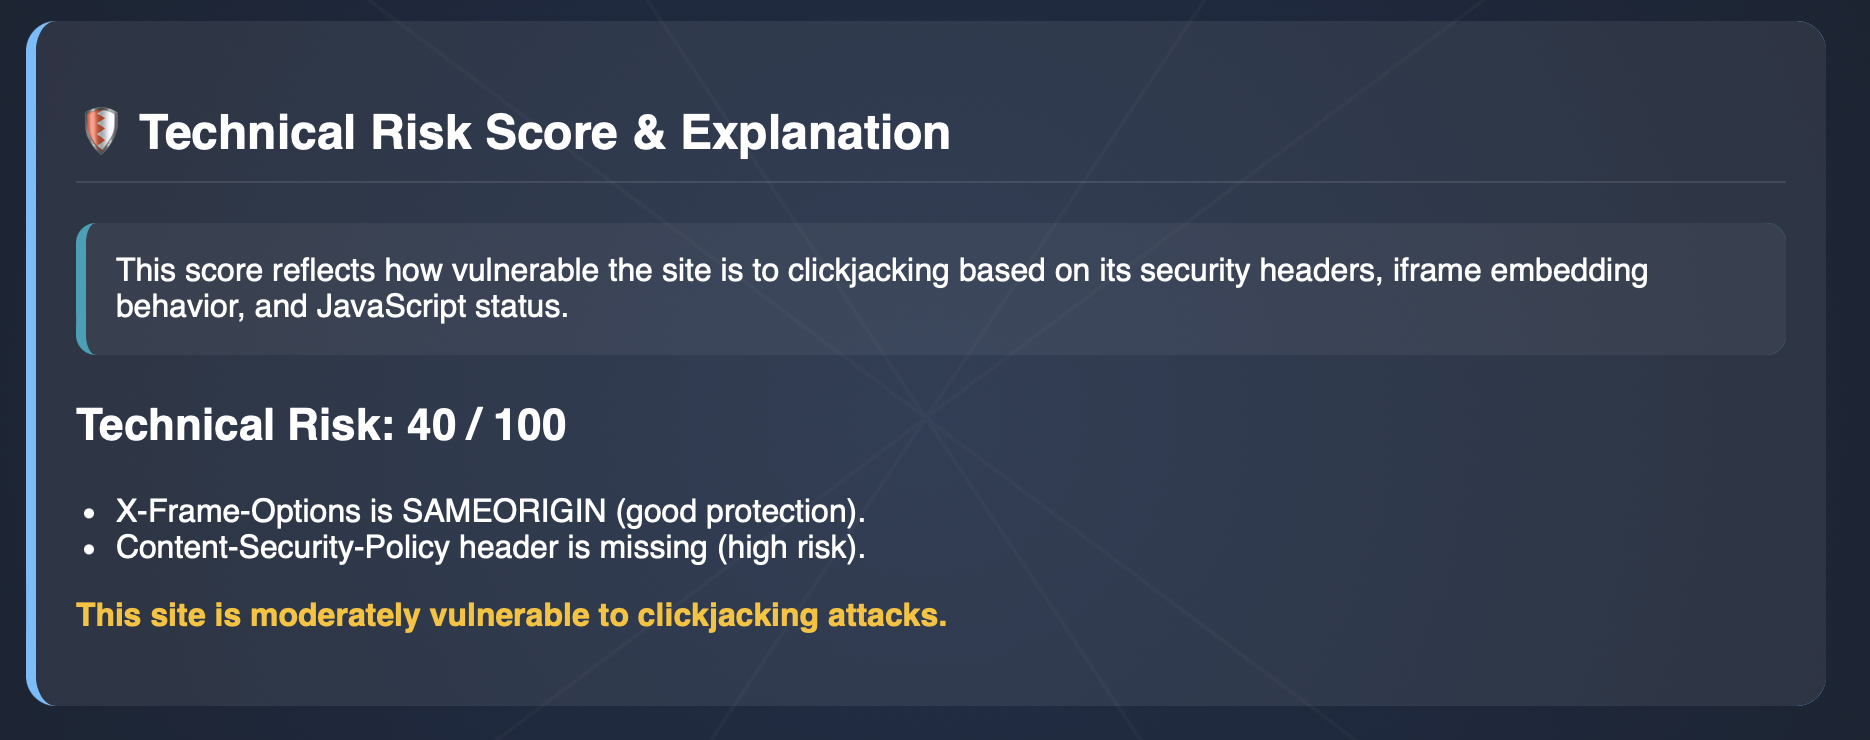 Technical Risk Score & Explanation
This score reflects how vulnerable the site is to clickjacking based on its security headers, iframe embedding
behavior, and JavaScript status.
Technical Risk: 40 / 100
• X-Frame-Options is SAMEORIGIN (good protection).
• Content-Security-Policy header is missing (high risk).
This site is moderately vulnerable to clickjacking attacks.